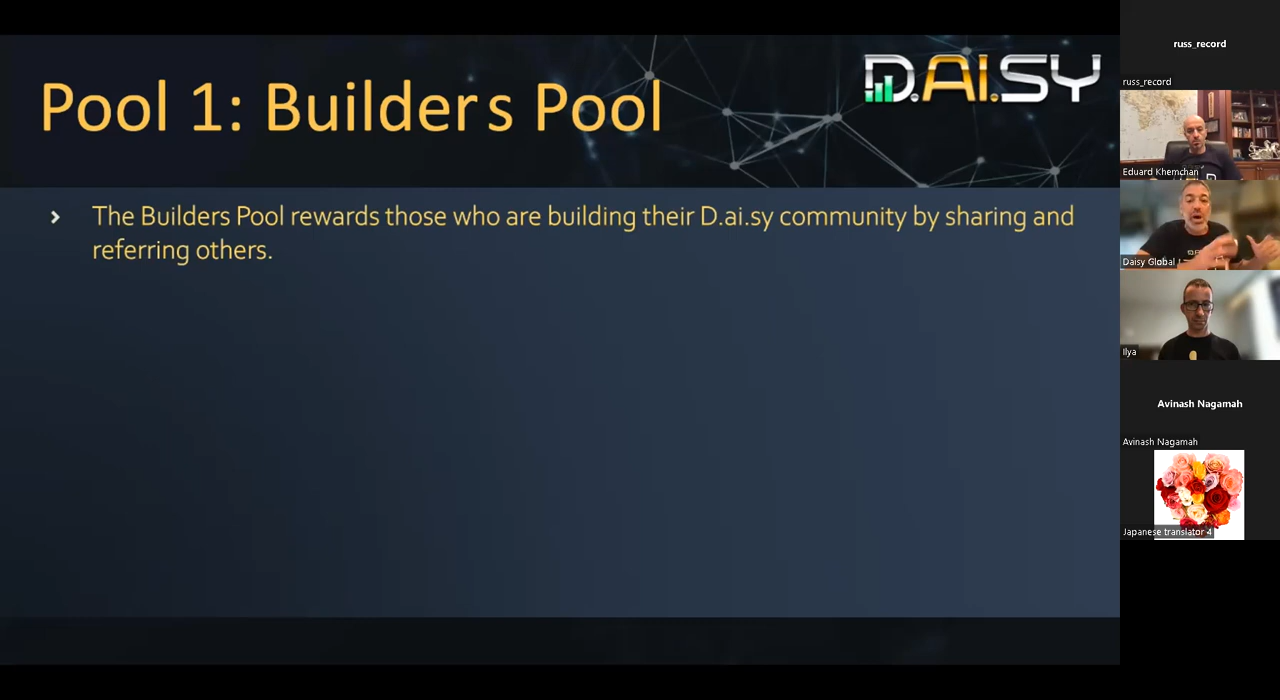 Pool 1: Builders Pool
D.AI.SY
The Builders Pool rewards those who are building their D.ai.sy community by sharing and
referring others.
russ_record
russ_record
Eduard Khemchan
Daisy Global
Ilya
Avinash Nagamah
Avinash Nagamah
Japanese translator 4